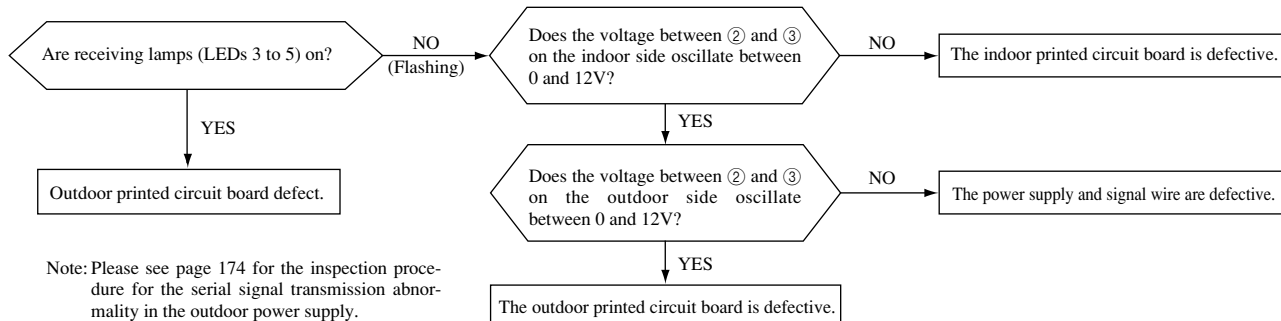 Are receiving lamps (LEDs 3 to 5) on?
NO
(Flashing)
Does the voltage between ② and ③
on the indoor side oscillate between
0 and 12V?
NO
The indoor printed circuit board is defective.
YES
Outdoor printed circuit board defect.
YES
Does the voltage between ② and ③
on the outdoor side oscillate
between 0 and 12V?
NO
The power supply and signal wire are defective.
YES
The outdoor printed circuit board is defective.
Note: Please see page 174 for the inspection proce-
dure for the serial signal transmission abnor-
mality in the outdoor power supply.